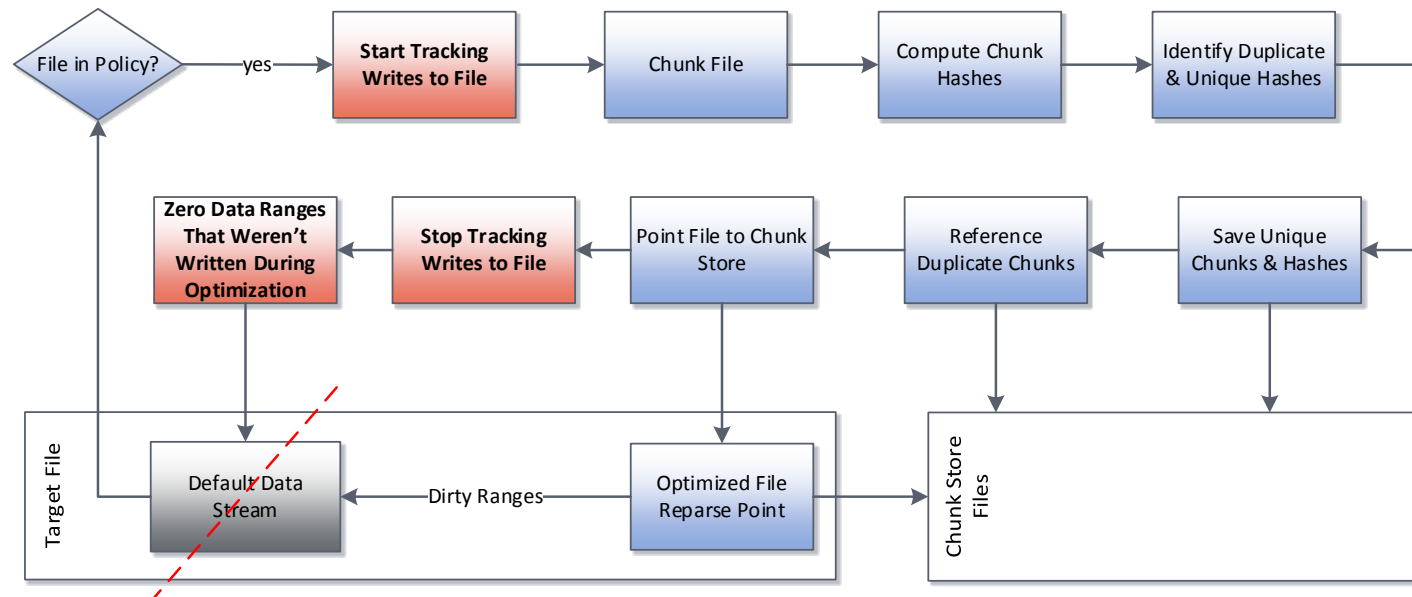 File in Policy?
yes
Start Tracking
Writes to File
Chunk File
Compute Chunk
Hashes
Identify Duplicate
& Unique Hashes
Zero Data Ranges
That Weren't
Written During
Optimization
Stop Tracking
Writes to File
Point File to Chunk
Store
Reference
Duplicate Chunks
Save Unique
Chunks & Hashes
Target File
Default Data
Stream
Dirty Ranges
Optimized File
Reparse Point
Chunk Store
Files